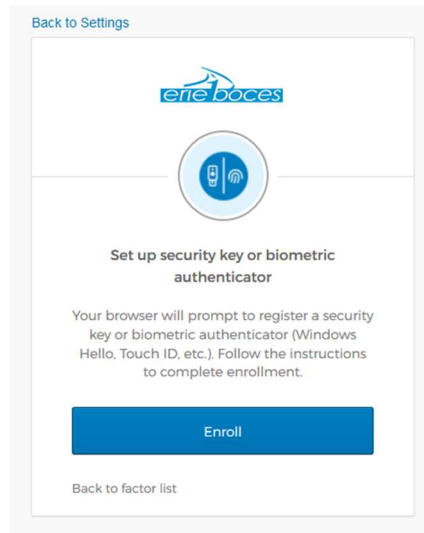 Back to Settings
erie 1 boces
Set up security key or biometric
authenticator
Your browser will prompt to register a security
key or biometric authenticator (Windows
Hello, Touch ID, etc.). Follow the instructions
to complete enrollment.
Enroll
Back to factor list